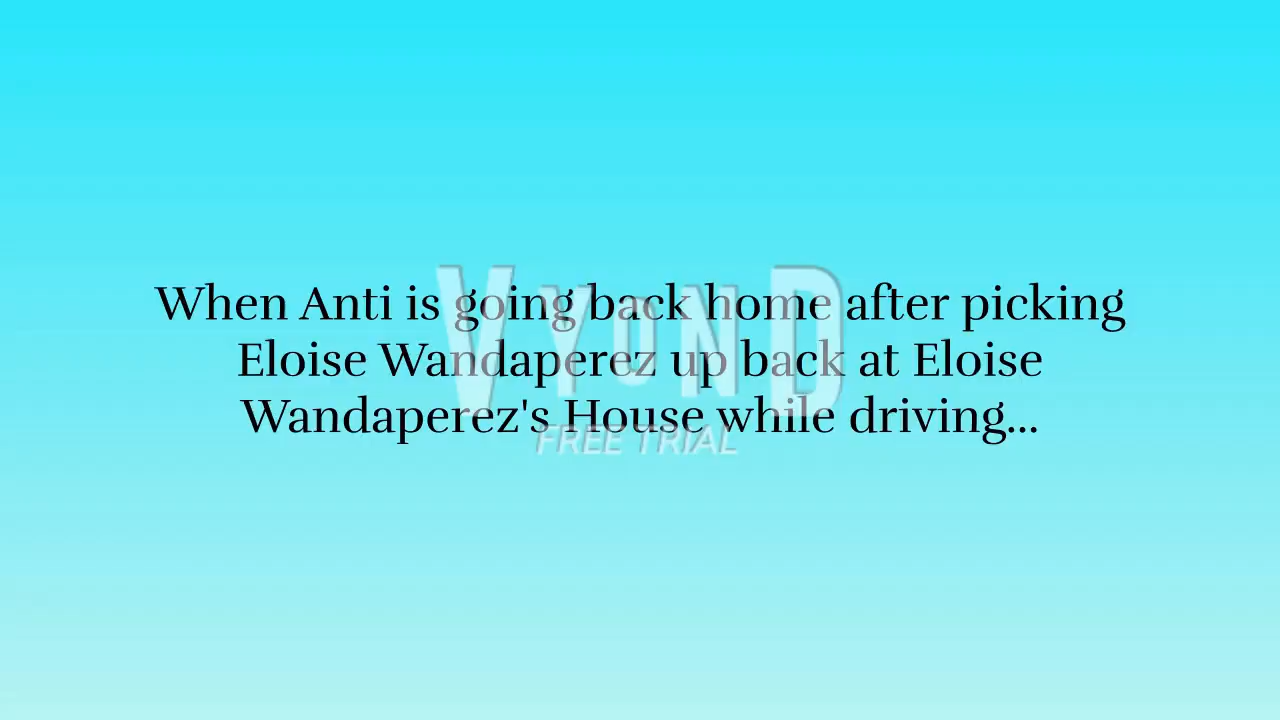 When Anti is going back home after picking
Eloise Wandaperez up back at Eloise
Wandaperez's House while driving...
VYOND
FREE TRIAL